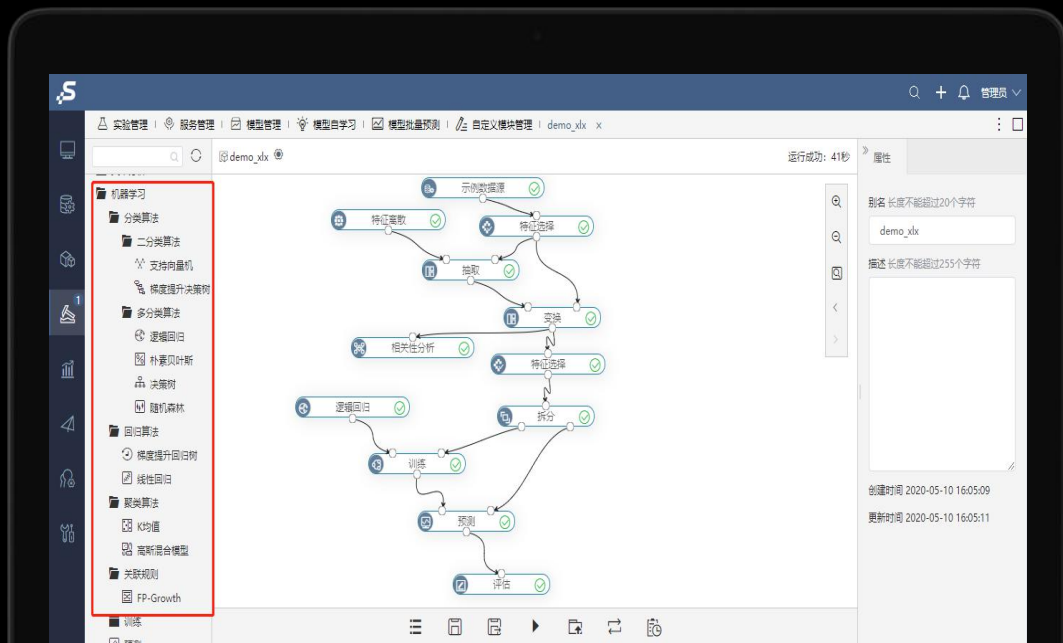 S
管理员
实验管理 服务管理 模型管理 模型自学习 模型批量预测 自定义模块管理 demo_xlx ×
demo_xlx
运行成功: 41秒
属性
机器学习
分类算法
二分类算法
支持向量机
梯度提升决策树
多分类算法
逻辑回归
朴素贝叶斯
决策树
随机森林
回归算法
梯度提升回归树
线性回归
聚类算法
K均值
高斯混合模型
关联规则
FP-Growth
训练
1
示例数据源
特征离散
特征选择
抽取
变换
相关性分析
特征选择
逻辑回归
拆分
训练
预测
评估
别名 长度不能超过20个字符
demo_xlx
描述 长度不能超过255个字符
创建时间 2020-05-10 16:05:09
更新时间 2020-05-10 16:05:11